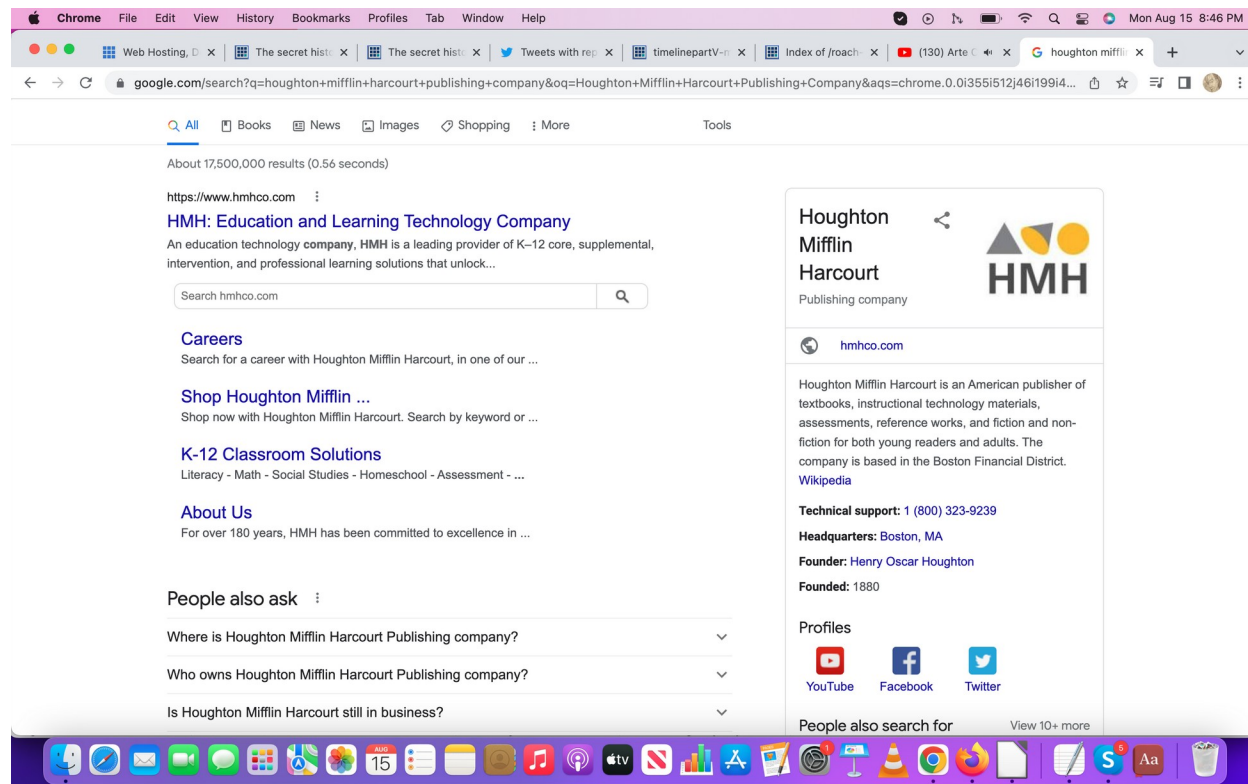 Chrome File Edit View History Bookmarks Profiles Tab Window Help Mon Aug 15 8:46 PM
Web Hosting, D The secret histo The secret histo Tweets with rep timelinepartV-m Index of /roach- (130) Arte C houghton mifflin
google.com/search?q=houghton+mifflin+harcourt+publishing+company&oq=Houghton+Mifflin+Harcourt+Publishing+Company&aqs=chrome.0.0i355i512j46i199i4...
All Books News Images Shopping More Tools
About 17,500,000 results (0.56 seconds)
https://www.hmhco.com
HMH: Education and Learning Technology Company
An education technology company, HMH is a leading provider of K–12 core, supplemental,
intervention, and professional learning solutions that unlock...
Search hmhco.com
Careers
Search for a career with Houghton Mifflin Harcourt, in one of our ...
Shop Houghton Mifflin ...
Shop now with Houghton Mifflin Harcourt. Search by keyword or ...
K-12 Classroom Solutions
Literacy - Math - Social Studies - Homeschool - Assessment - ...
About Us
For over 180 years, HMH has been committed to excellence in ...
People also ask
Where is Houghton Mifflin Harcourt Publishing company?
Who owns Houghton Mifflin Harcourt Publishing company?
Is Houghton Mifflin Harcourt still in business?
Houghton
Mifflin
Harcourt
Publishing company
HMH
hmhco.com
Houghton Mifflin Harcourt is an American publisher of
textbooks, instructional technology materials,
assessments, reference works, and fiction and non-
fiction for both young readers and adults. The
company is based in the Boston Financial District.
Wikipedia
Technical support: 1 (800) 323-9239
Headquarters: Boston, MA
Founder: Henry Oscar Houghton
Founded: 1880
Profiles
YouTube Facebook Twitter
People also search for View 10+ more
AUG
15 tv 1 S 5 Aa